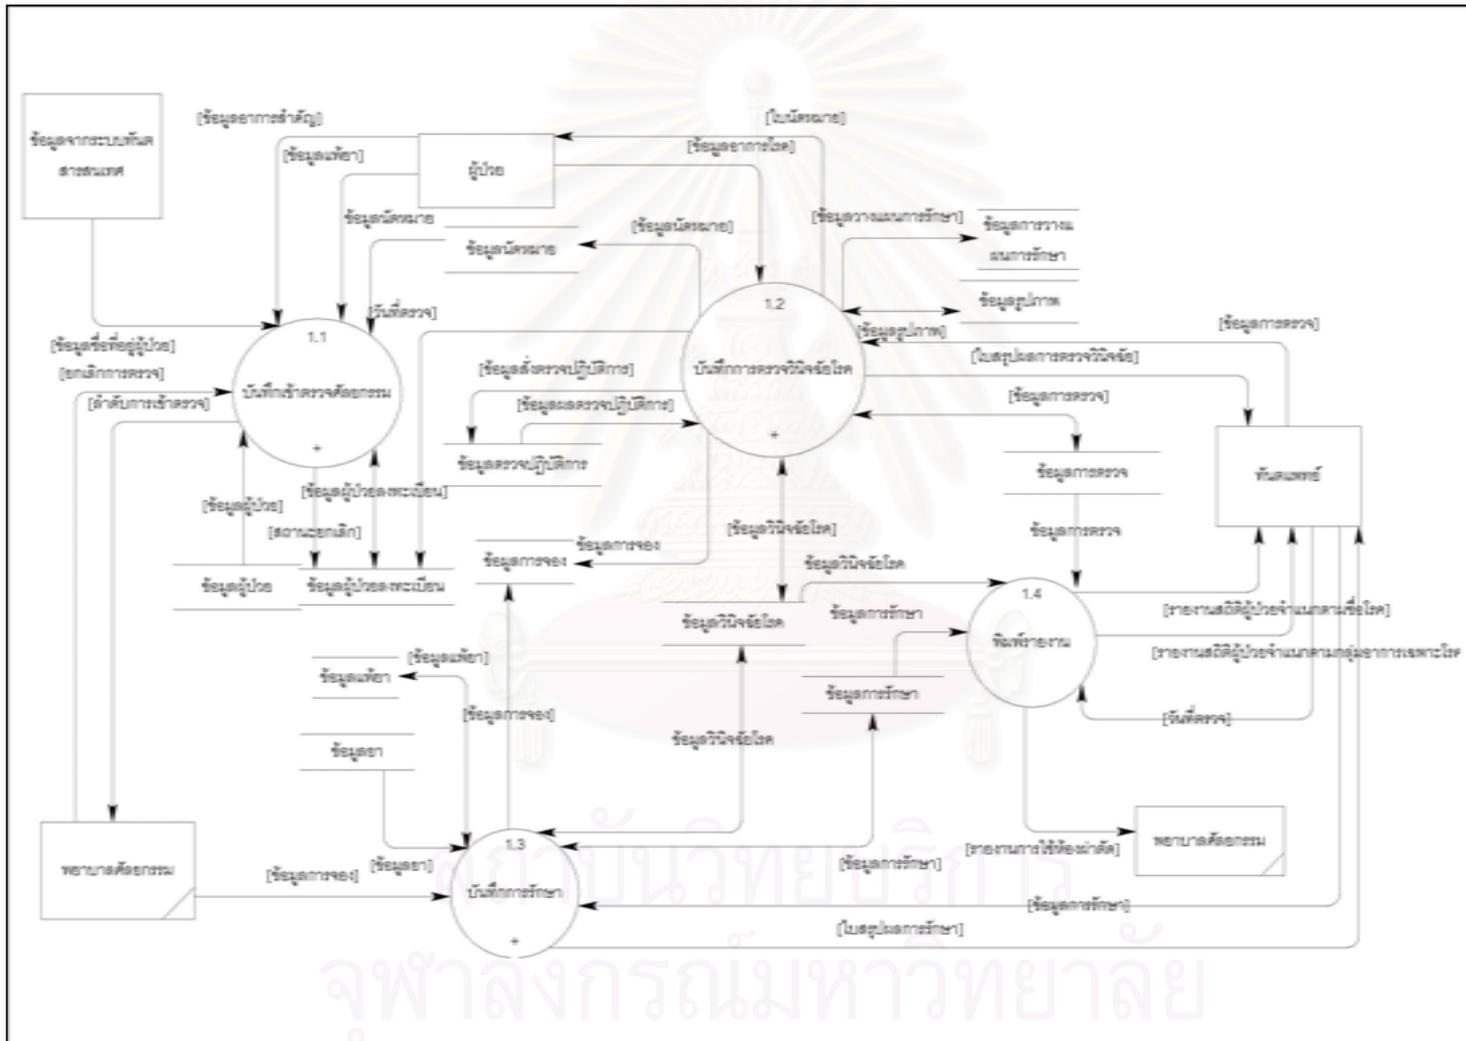 [ข้อมูลอาการสำคัญ]
[ใบนัดหมาย]
ข้อมูลจากระบบทันต
สารสนเทศ
[ข้อมูลแพ้ยา]
ผู้ป่วย
[ข้อมูลอาการโรค]
ข้อมูลนัดหมาย
ข้อมูลนัดหมาย
[ข้อมูลนัดหมาย]
[ข้อมูลวางแผนการรักษา]
ข้อมูลการวางแ
ผนการรักษา
ข้อมูลรูปภาพ
[ข้อมูลรูปภาพ]
[วันที่ตรวจ]
1.1
บันทึกเข้าตรวจศัลยกรรม
+
1.2
บันทึกการตรวจวินิจฉัยโรค
+
[ข้อมูลชื่อที่อยู่ผู้ป่วย]
[ยกเลิกการตรวจ]
[ลำดับการเข้าตรวจ]
[ข้อมูลสั่งตรวจปฏิบัติการ]
[ข้อมูลผลตรวจปฏิบัติการ]
ข้อมูลตรวจปฏิบัติการ
[ข้อมูลการตรวจ]
[ใบสรุปผลการตรวจวินิจฉัย]
[ข้อมูลการตรวจ]
ข้อมูลการตรวจ
ทันตแพทย์
ข้อมูลการตรวจ
[ข้อมูลผู้ป่วย]
[ข้อมูลผู้ป่วยลงทะเบียน]
[สถานะยกเลิก]
ข้อมูลผู้ป่วย
ข้อมูลผู้ป่วยลงทะเบียน
ข้อมูลการจอง
ข้อมูลการจอง
[ข้อมูลวินิจฉัยโรค]
ข้อมูลวินิจฉัยโรค
ข้อมูลวินิจฉัยโรค
ข้อมูลการรักษา
1.4
พิมพ์รายงาน
[รายงานสถิติผู้ป่วยจำแนกตามชื่อโรค]
[รายงานสถิติผู้ป่วยจำแนกตามกลุ่มอาการเฉพาะโรค
[ข้อมูลแพ้ยา]
ข้อมูลแพ้ยา
[ข้อมูลการจอง]
ข้อมูลการรักษา
[วันที่ตรวจ]
ข้อมูลยา
ข้อมูลวินิจฉัยโรค
พยาบาลศัลยกรรม
[ข้อมูลยา]
1.3
บันทึกการรักษา
+
[ข้อมูลการจอง]
[ข้อมูลการรักษา]
[รายงานการใช้ห้องผ่าตัด]
พยาบาลศัลยกรรม
[ข้อมูลการรักษา]
[ใบสรุปผลการรักษา]
สถาบันวิทยบริการ
จุฬาลงกรณ์มหาวิทยาลัย